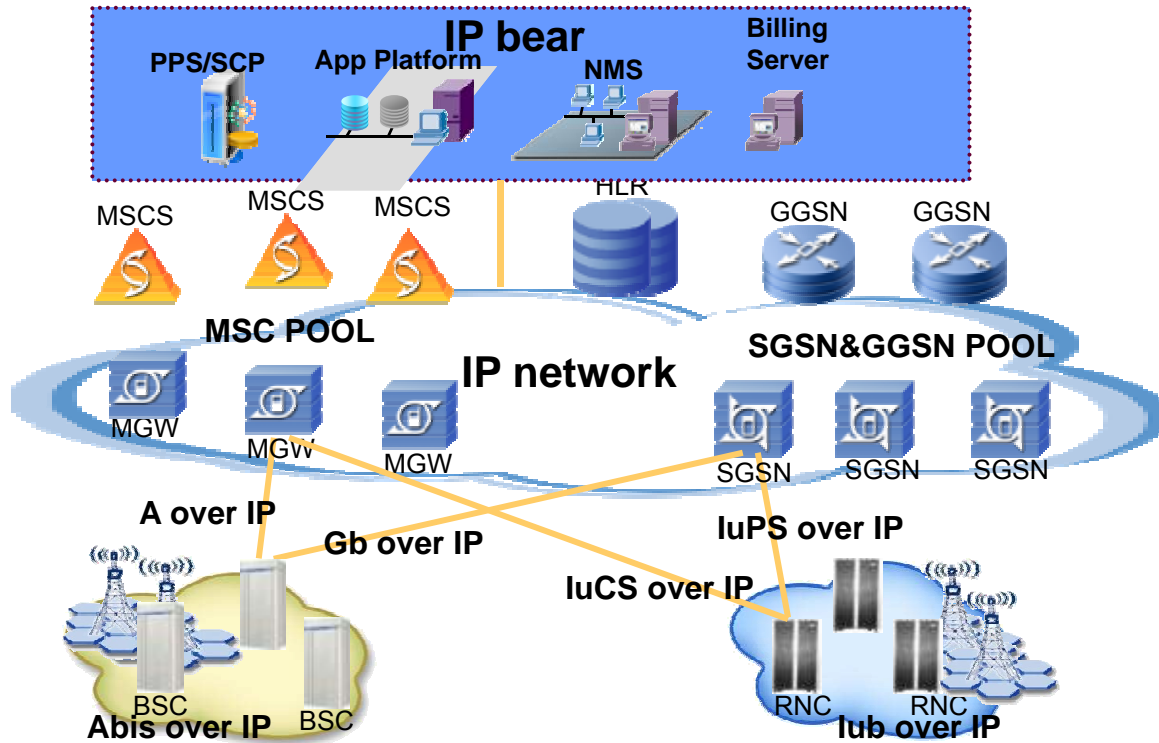 IP bear
Billing
Server
PPS/SCP
App Platform
NMS
MSCS
MSCS
MSCS
HLR
GGSN
GGSN
MSC POOL
SGSN&GGSN POOL
IP network
MGW
MGW
MGW
SGSN
SGSN
SGSN
A over IP
Gb over IP
IuPS over IP
IuCS over IP
BSC
BSC
RNC
RNC
Abis over IP
Iub over IP